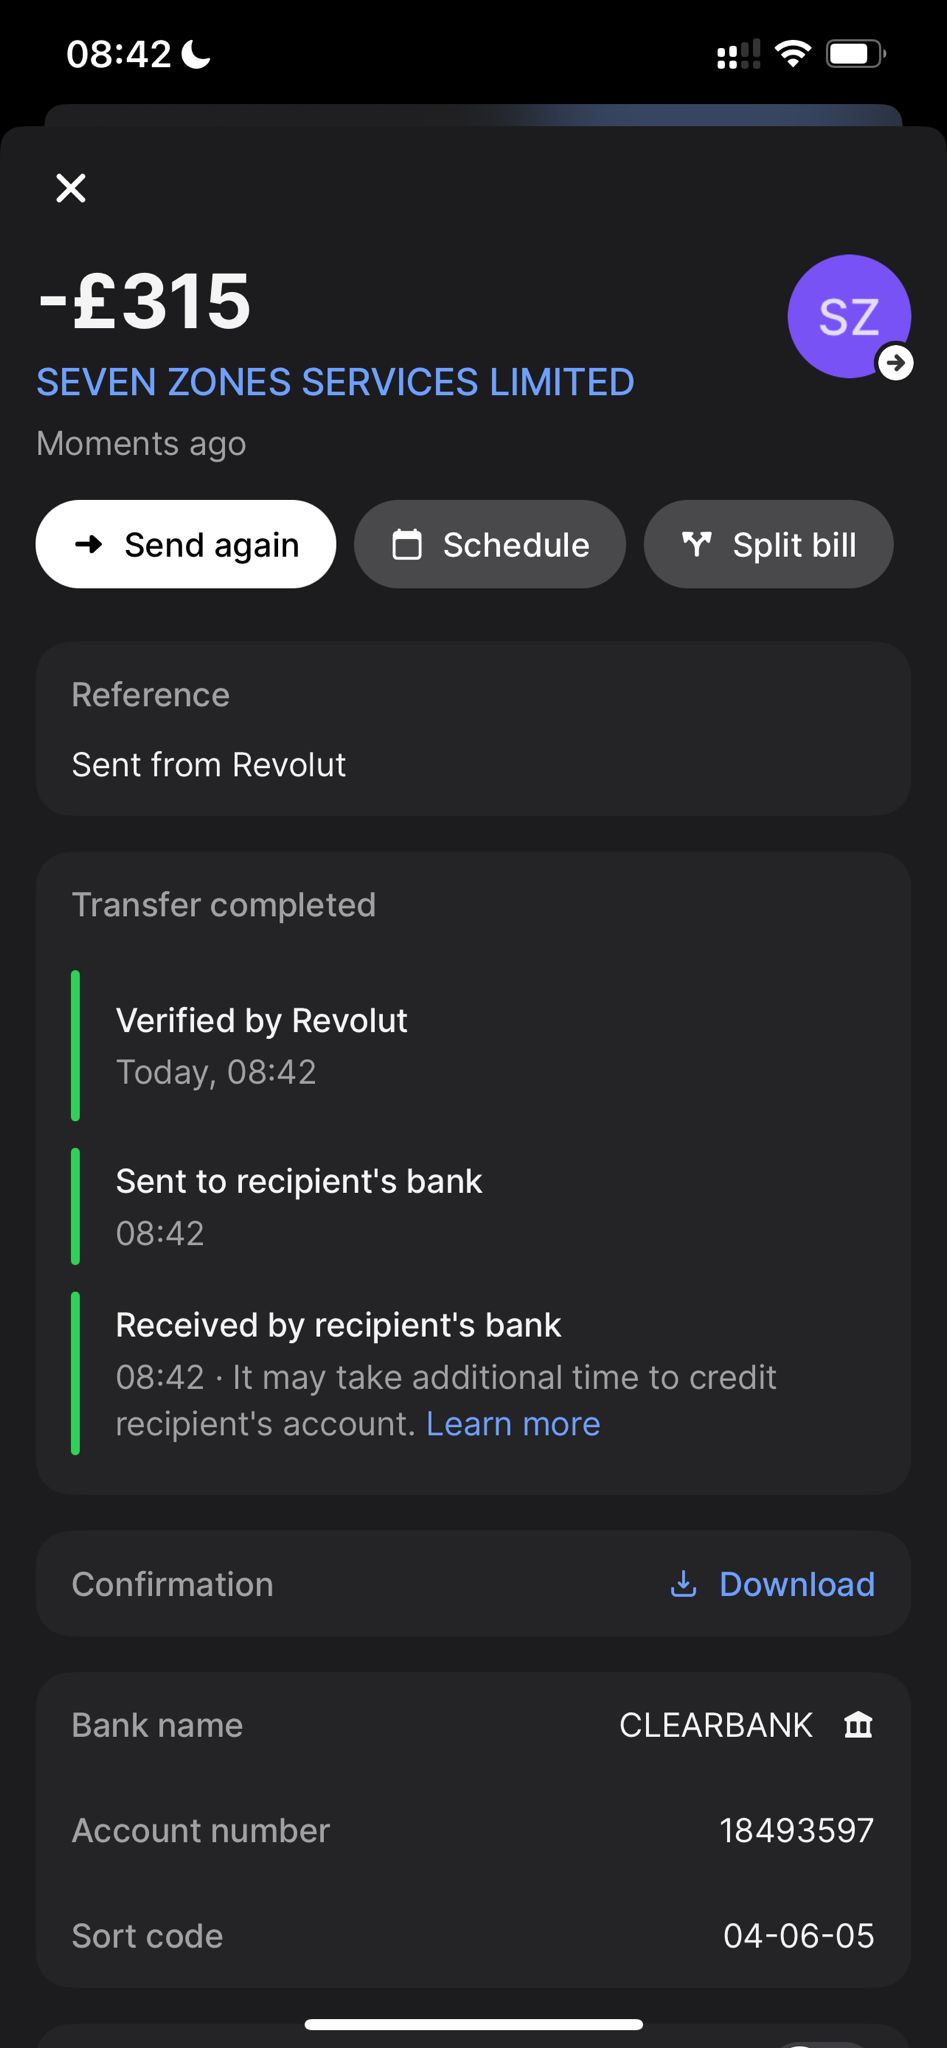 08:42
-£315
SZ
SEVEN ZONES SERVICES LIMITED
Moments ago
Send again
Schedule
Split bill
Reference
Sent from Revolut
Transfer completed
Verified by Revolut
Today, 08:42
Sent to recipient's bank
08:42
Received by recipient's bank
08:42 · It may take additional time to credit
recipient's account. Learn more
Confirmation
Download
Bank name
CLEARBANK
Account number
18493597
Sort code
04-06-05